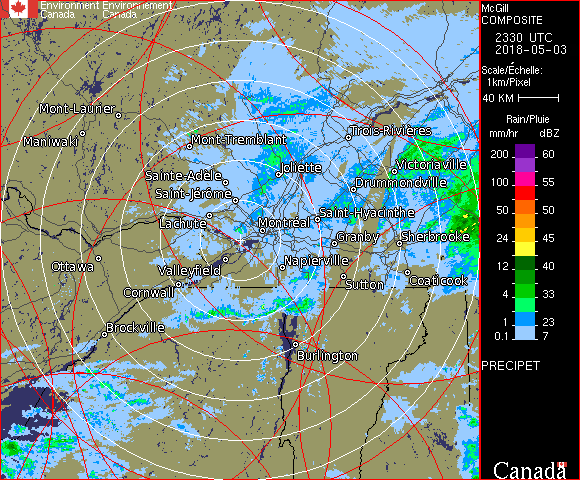 Environment Environnement
Canada Canada
McGill
COMPOSITE
2330 UTC
2018-05-03
Scale/Échelle:
1km/Pixel
40 KM
Rain/Pluie
mm/hr dBZ
200 60
100 55
50 50
24 45
12 40
4 33
1 23
0.1 7
PRECIPET
Canada
Mont-Laurier
Maniwaki
Mont-Tremblant
Trois-Rivières
Joliette
Victoriaville
Sainte-Adèle
Drummondville
Saint-Jérôme
Lachute
Saint-Hyacinthe
Montréal
Granby
Sherbrooke
Ottawa
Valleyfield
Napierville
Cornwall
Sutton
Coaticook
Brockville
Burlington